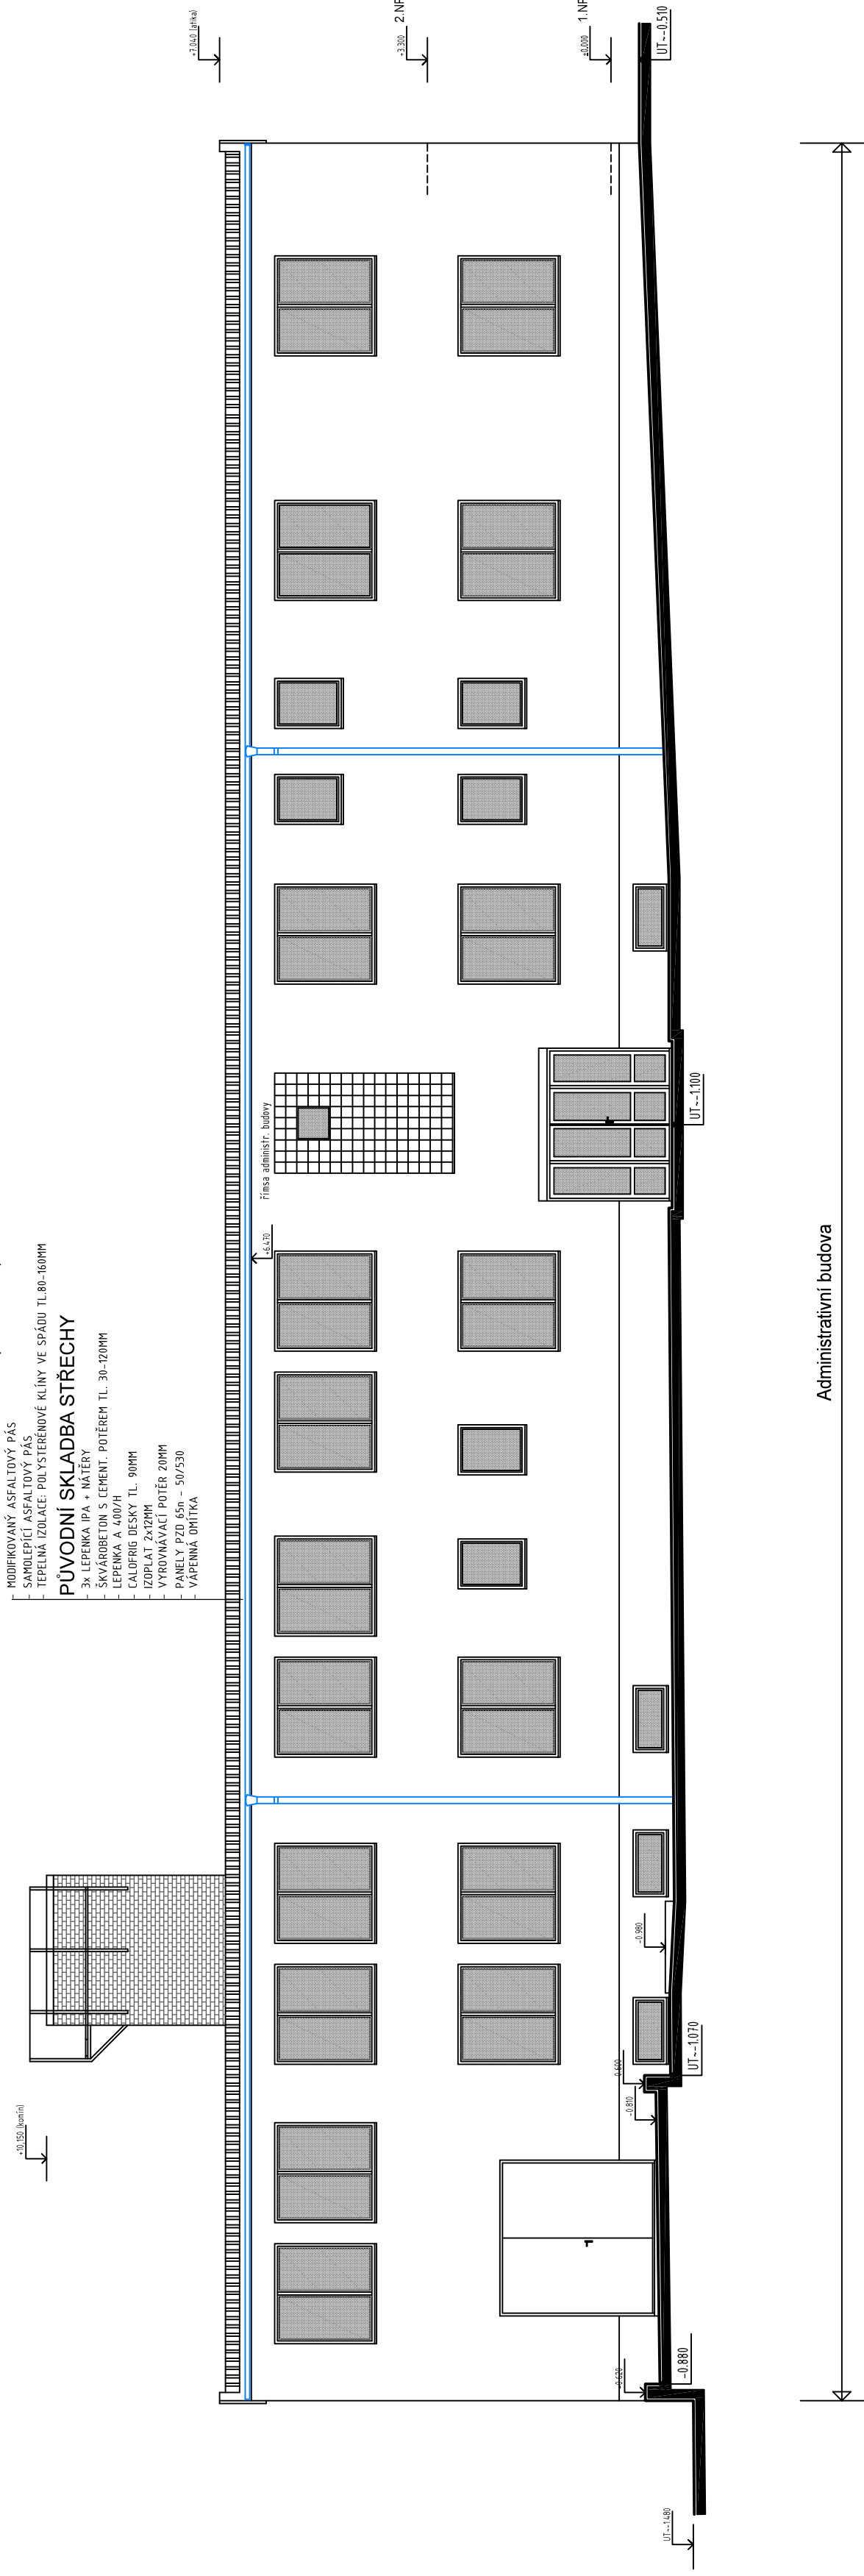 MODIFIKOVANÝ ASFALTOVÝ PÁS
SAMOLEPÍCÍ ASFALTOVÝ PÁS
TEPELNÁ IZOLACE: POLYSTERÉNOVÉ KLÍNY VE SPÁDU TL.80-160MM
PŮVODNÍ SKLADBA STŘECHY
3x LEPENKA IPA + NÁTĚRY
ŠKVÁROBETON S CEMENT. POTĚREM TL. 30-120MM
LEPENKA A 400/H
CALOFRIG DESKY TL. 90MM
IZOPLAT 2x12MM
VYROVNÁVACÍ POTĚR 20MM
PANELY PZD 65n - 50/530
VÁPENNÁ OMÍTKA
+10,150 (komín)
+7.040 (atika)
+6.470
římsa administr. budovy
+3.300
2.NP
±0,000
1.NP
UT~-0.510
UT~-1.100
-0.980
-0.600
-0.810
UT~-1.070
-0.620
-0.880
UT~-1.480
Administrativní budova